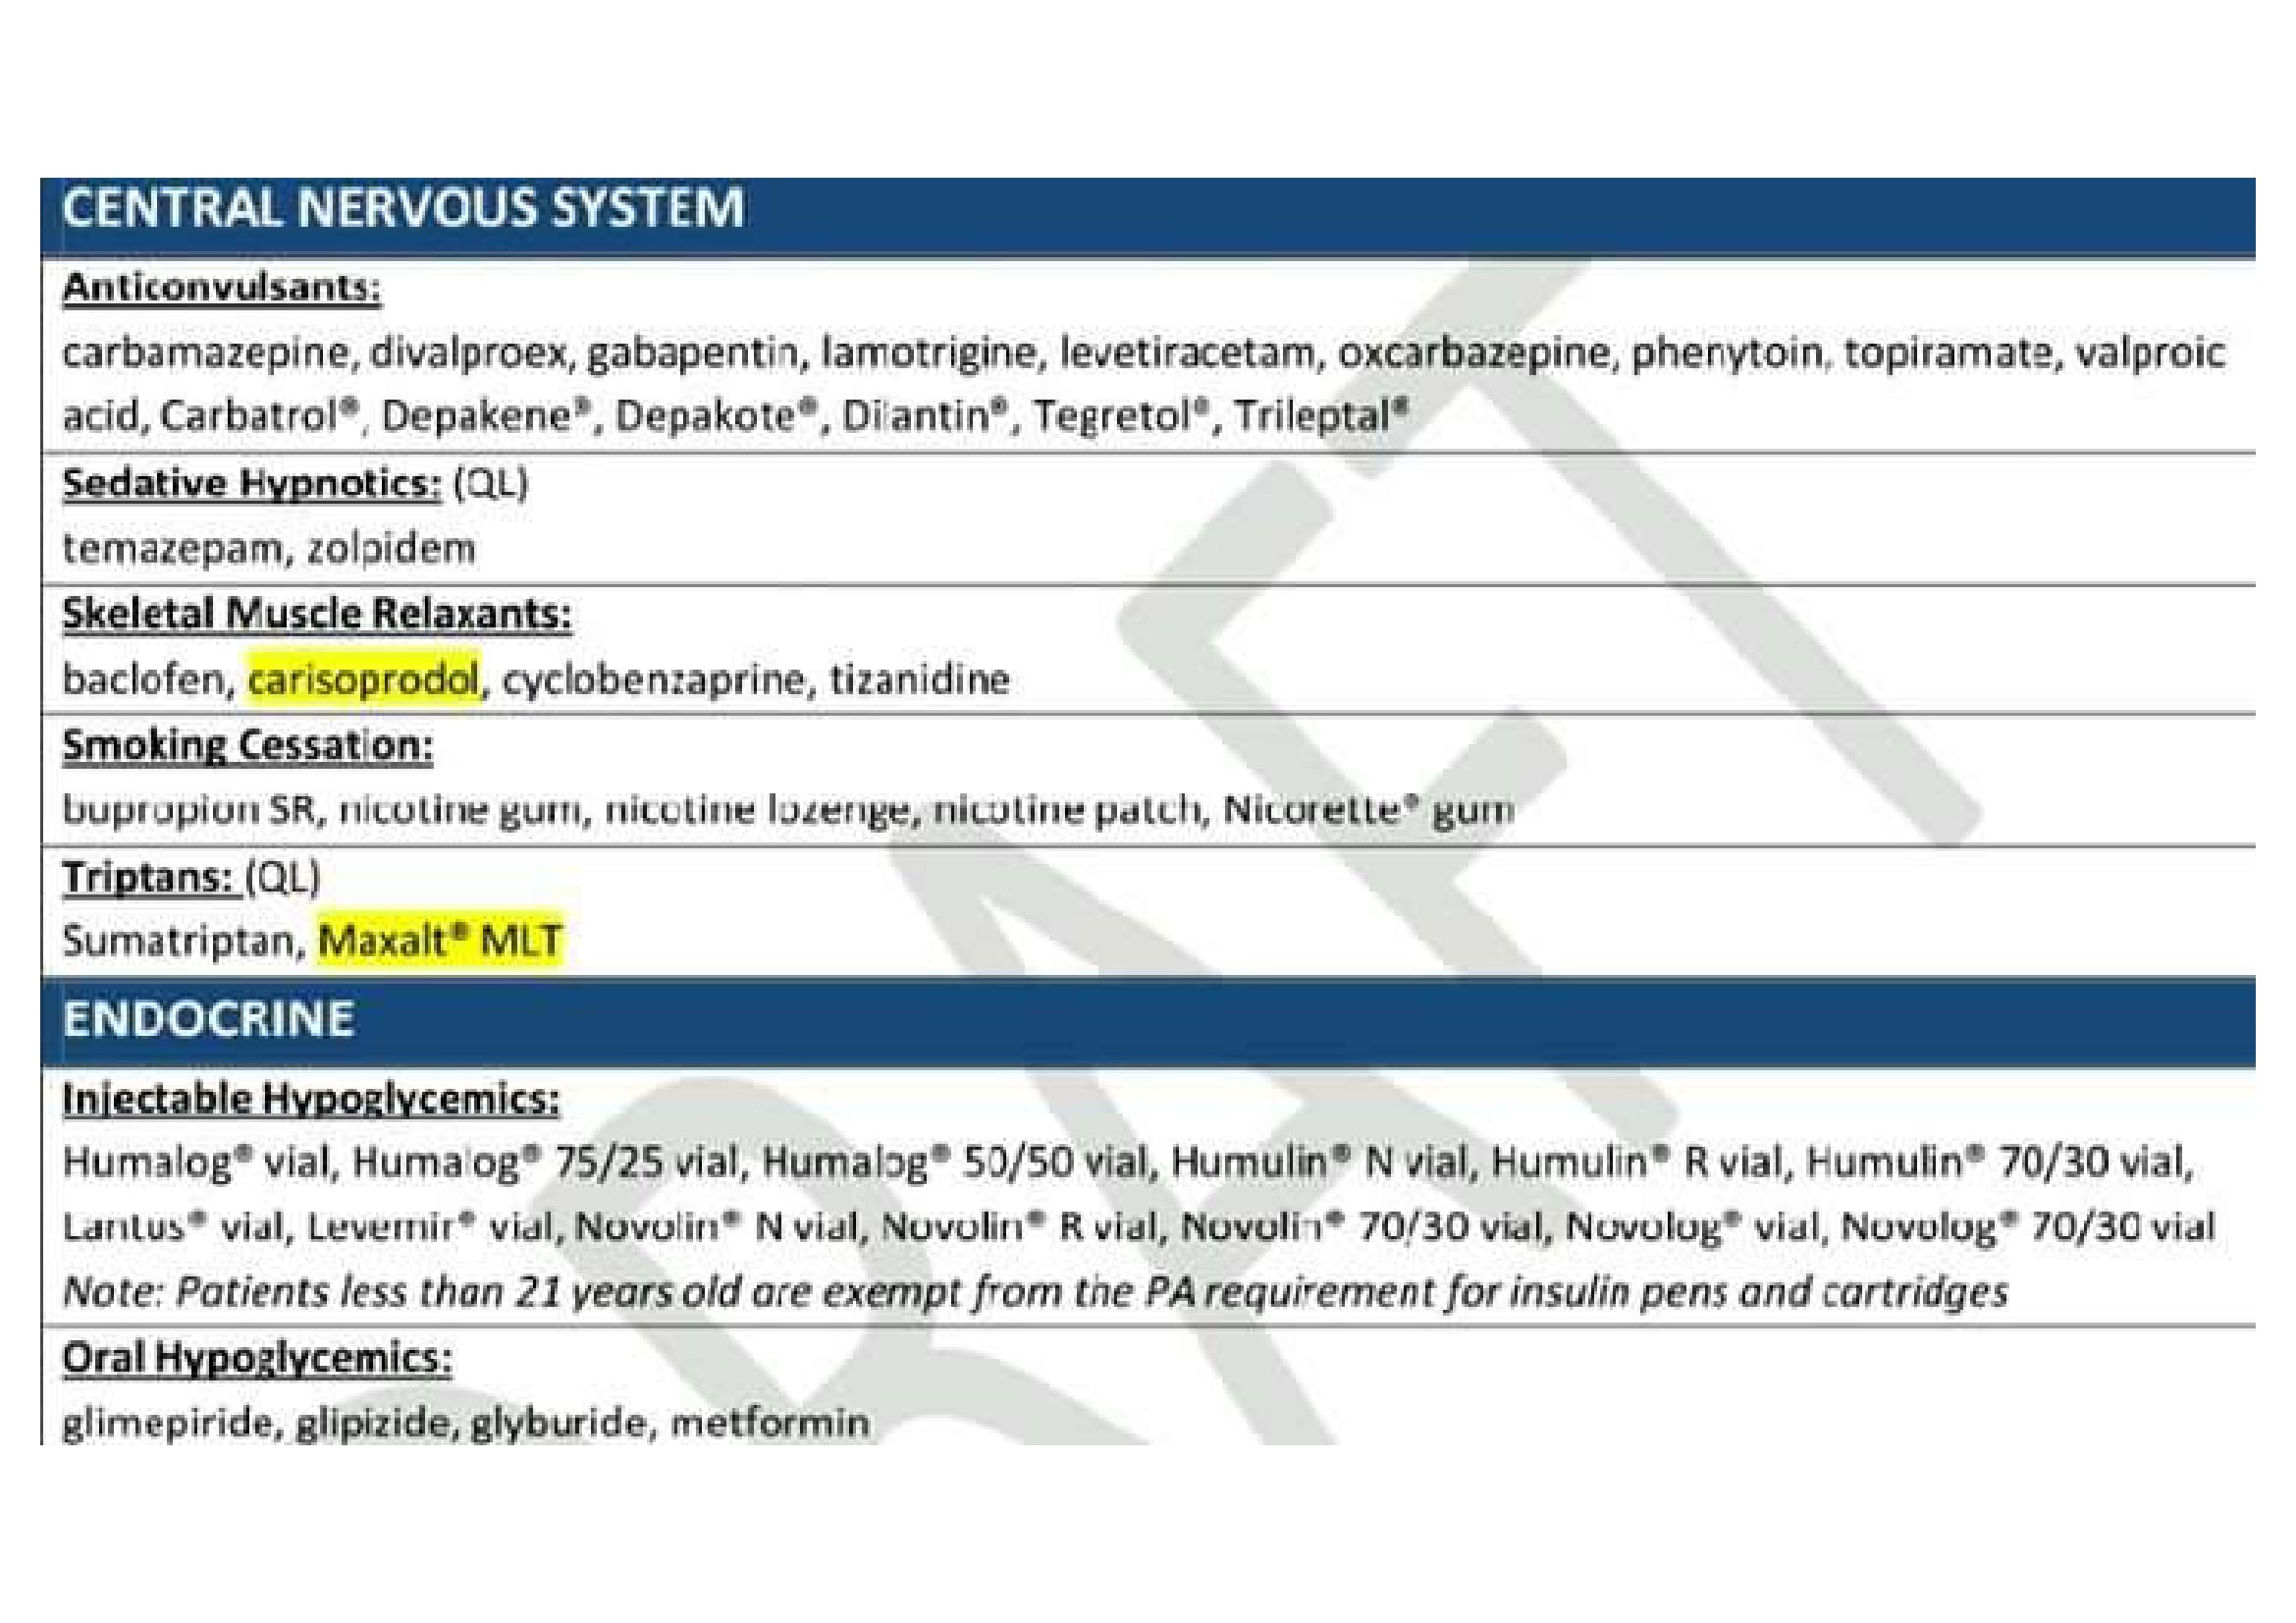 CENTRAL NERVOUS SYSTEM
Anticonvulsants:
carbamazepine, divalproex, gabapentin, lamotrigine, levetiracetam, oxcarbazepine, phenytoin, topiramate, valproic
acid, Carbatrol®, Depakene®, Depakote®, Dilantin®, Tegretol®, Trileptal®
Sedative Hypnotics: (QL)
temazepam, zolpidem
Skeletal Muscle Relaxants:
baclofen, carisoprodol, cyclobenzaprine, tizanidine
Smoking Cessation:
bupropion SR, nicotine gum, nicotine lozenge, nicotine patch, Nicorette® gum
Triptans: (QL)
Sumatriptan, Maxalt® MLT
ENDOCRINE
Injectable Hypoglycemics:
Humalog® vial, Humalog® 75/25 vial, Humalog® 50/50 vial, Humulin® N vial, Humulin® R vial, Humulin® 70/30 vial,
Lantus® vial, Levemir® vial, Novolin® N vial, Novolin® R vial, Novolin® 70/30 vial, Novolog® vial, Novolog® 70/30 vial
Note: Patients less than 21 years old are exempt from the PA requirement for insulin pens and cartridges
Oral Hypoglycemics:
glimepiride, glipizide, glyburide, metformin
DRAFT